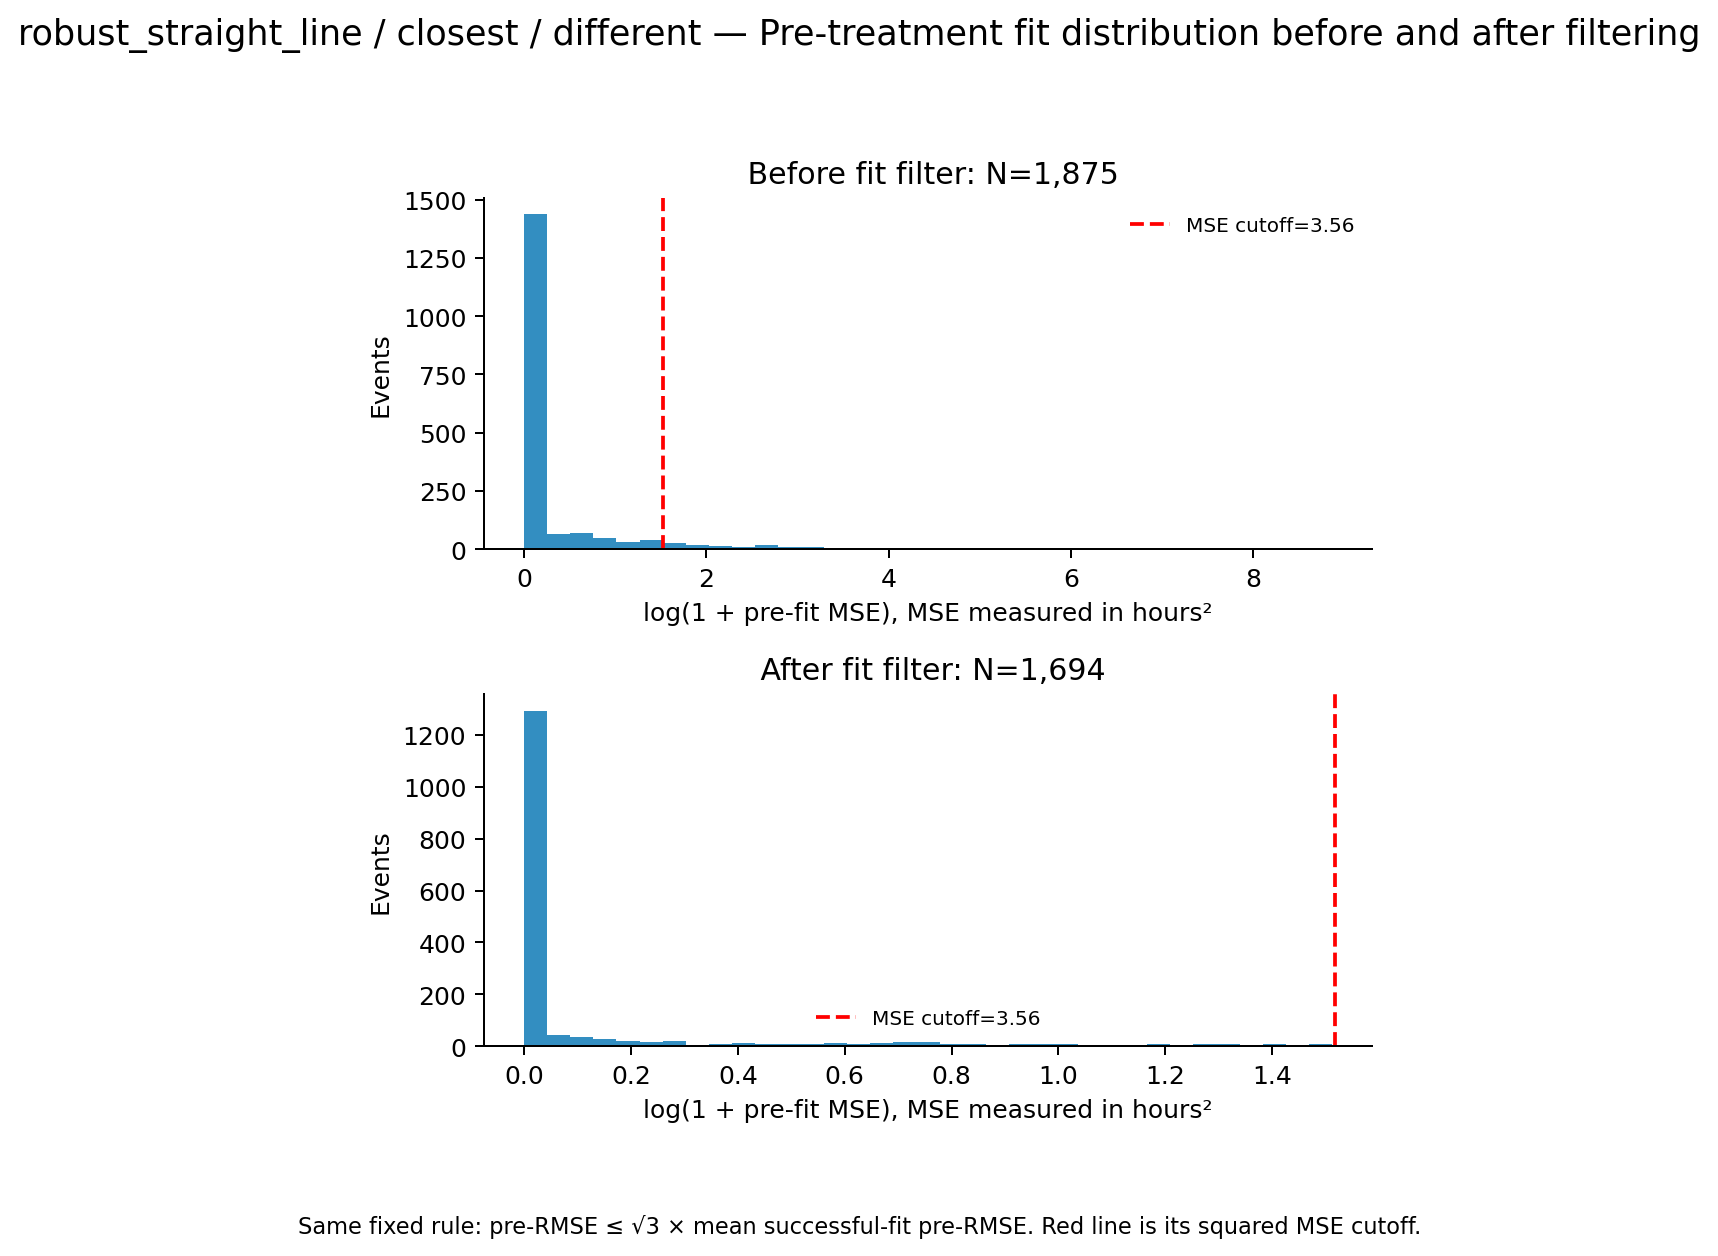 robust_straight_line / closest / different — Pre-treatment fit distribution before and after filtering
Before fit filter: N=1,875
1500
1250
1000
750
500
250
0
Events
MSE cutoff=3.56
0 2 4 6 8
log(1 + pre-fit MSE), MSE measured in hours²
After fit filter: N=1,694
1200
1000
800
600
400
200
0
Events
MSE cutoff=3.56
0.0 0.2 0.4 0.6 0.8 1.0 1.2 1.4
log(1 + pre-fit MSE), MSE measured in hours²
Same fixed rule: pre-RMSE ≤ √3 × mean successful-fit pre-RMSE. Red line is its squared MSE cutoff.